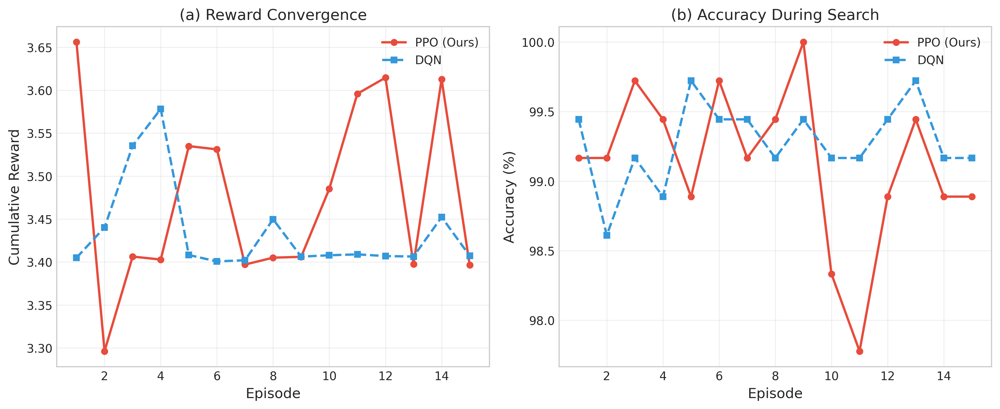 (a) Reward Convergence
PPO (Ours)
DQN
3.65
3.60
3.55
3.50
3.45
3.40
3.35
3.30
Cumulative Reward
2 4 6 8 10 12 14
Episode
(b) Accuracy During Search
PPO (Ours)
DQN
100.0
99.5
99.0
98.5
98.0
Accuracy (%)
2 4 6 8 10 12 14
Episode